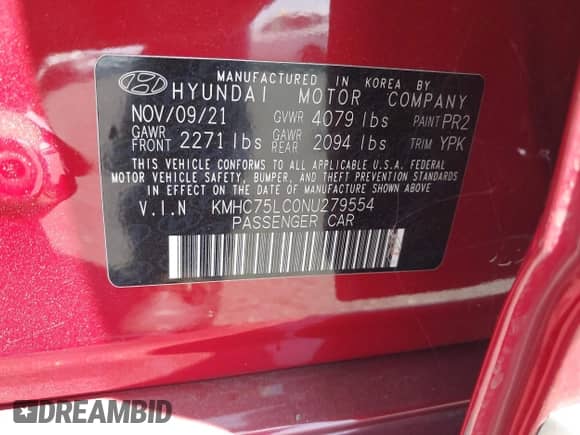 MANUFACTURED IN KOREA BY
HYUNDAI MOTOR COMPANY
NOV/09/21 GVWR 4079 lbs PAINT PR2
GAWR FRONT 2271 lbs GAWR REAR 2094 lbs TRIM YPK
THIS VEHICLE CONFORMS TO ALL APPLICABLE U.S.A. FEDERAL
MOTOR VEHICLE SAFETY, BUMPER, AND THEFT PREVENTION
STANDARDS IN EFFECT ON THE DATE OF MANUFACTURE SHOWN ABOVE.
V.I.N KMHC75LC0NU279554
PASSENGER CAR
DREAMBID